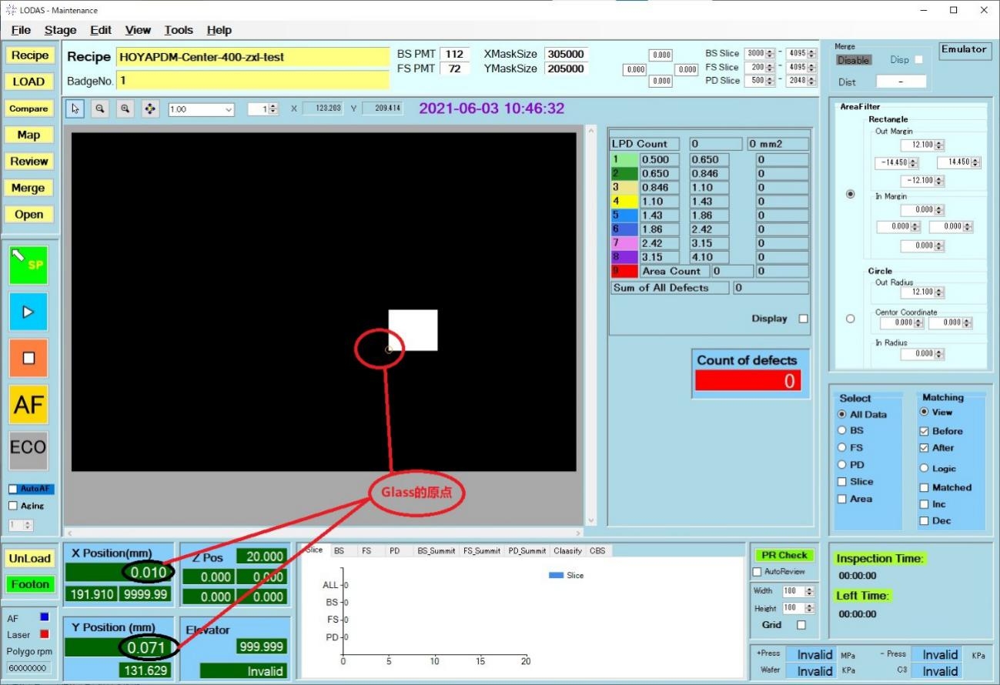 LODAS - Maintenance
File Stage Edit View Tools Help
Recipe
LOAD
Compare
Map
Review
Merge
Open
SP
AF
ECO
AutoAF
Aging
1
Recipe HOYAPDM-Center-400-zxl-test
BadgeNo. 1
BS PMT 112 XMaskSize 305000
FS PMT 72 YMaskSize 205000
0.000
0.000 0.000
0.000
BS Slice 3000 - 4095
FS Slice 200 - 4095
PD Slice 500 - 2048
Merge
Disable Disp
Dist -
Emulator
1.00 1 X 123.203 Y 209.414 2021-06-03 10:46:32
LPD Count 0 0 mm2
1 0.500 0.650 0
2 0.650 0.846 0
3 0.846 1.10 0
4 1.10 1.43 0
5 1.43 1.86 0
6 1.86 2.42 0
7 2.42 3.15 0
8 3.15 4.10 0
9 Area Count 0 0
Sum of All Defects 0
Display
Count of defects
0
AreaFilter
Rectangle
Out Margin
12.100
-14.450 14.450
-12.100
In Margin
0.000
0.000 0.000
0.000
Circle
Out Radius
12.100
Centor Coordinate
0.000 0.000
In Radius
0.000
Select
All Data
BS
FS
PD
Slice
Area
Matching
View
Before
After
Logic
Matched
Inc
Dec
Glass的原点
UnLoad
Footon
AF
Laser
Polygo rpm
60000000
X Position(mm)
0.010
191.910 9999.99
Y Position (mm)
0.071
131.629
Z Pos 20.000
0.000 0.000
0.000 0.000
Elevator
999.999
Invalid
Slice BS FS PD BS_Summit FS_Summit PD_Summit Claasify CBS
Slice
ALL 0
BS 0
FS 0
PD 0
0 5 10 15 20
PR Check
AutoReview
Width 100
Height 100
Grid
Inspection Time:
00:00:00
Left Time:
00:00:00
+Press Invalid MPa - Press Invalid KPa
Wafer Invalid KPa C3 Invalid